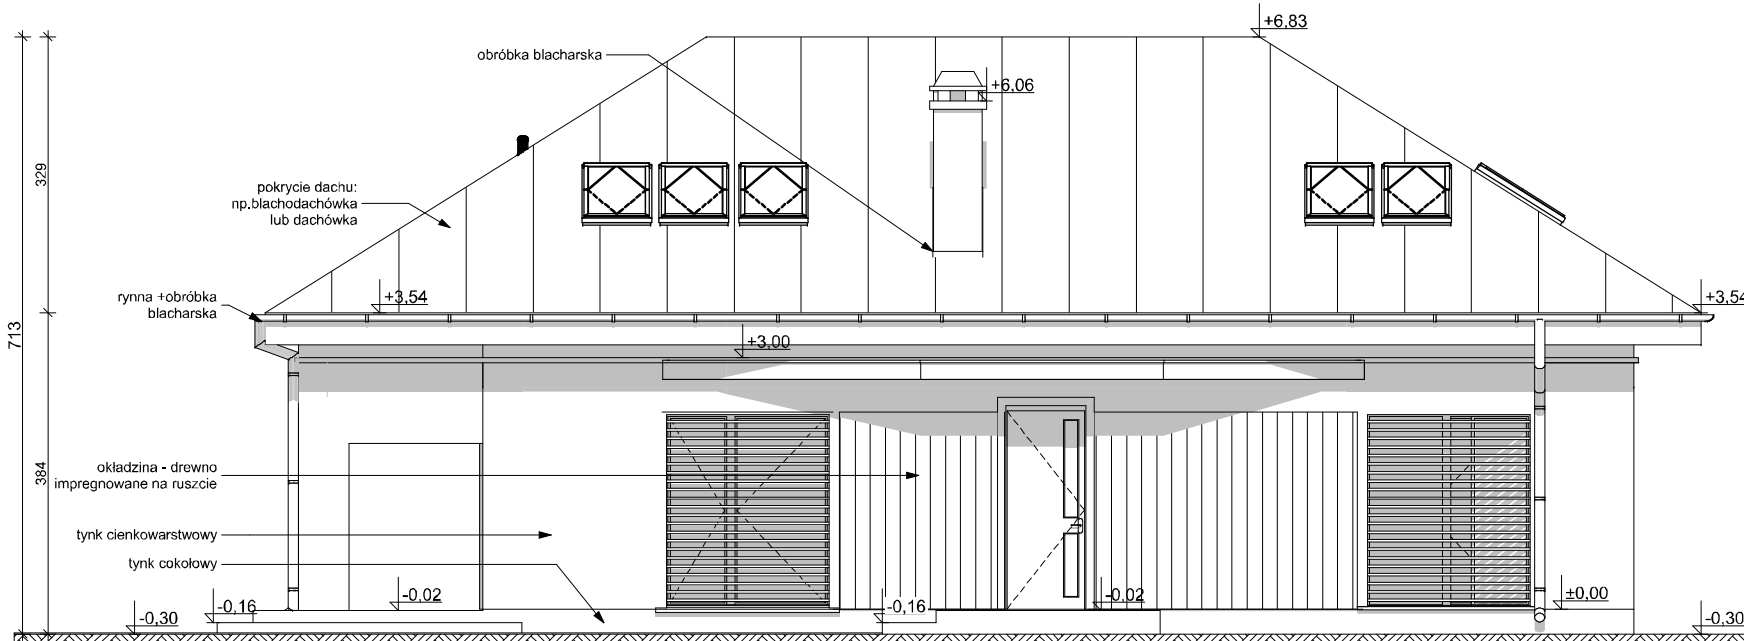 +6,83
obróbka blacharska
+6,06
329
pokrycie dachu:
np.blachodachówka
lub dachówka
rynna +obróbka
blacharska
+3,54
+3,54
713
+3,00
384
okładzina - drewno
impregnowane na ruszcie
tynk cienkowarstwowy
tynk cokołowy
-0,30
-0,16
-0,02
-0,16
-0,02
±0,00
-0,30